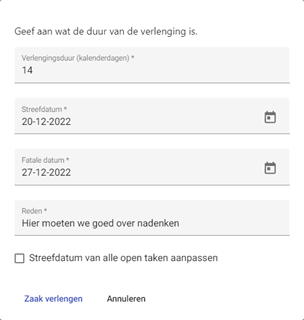 Geef aan wat de duur van de verlenging is.
Verlengingsduur (kalenderdagen) *
14
Streefdatum *
20-12-2022
Fatale datum *
27-12-2022
Reden *
Hier moeten we goed over nadenken
Streefdatum van alle open taken aanpassen
Zaak verlengen Annuleren